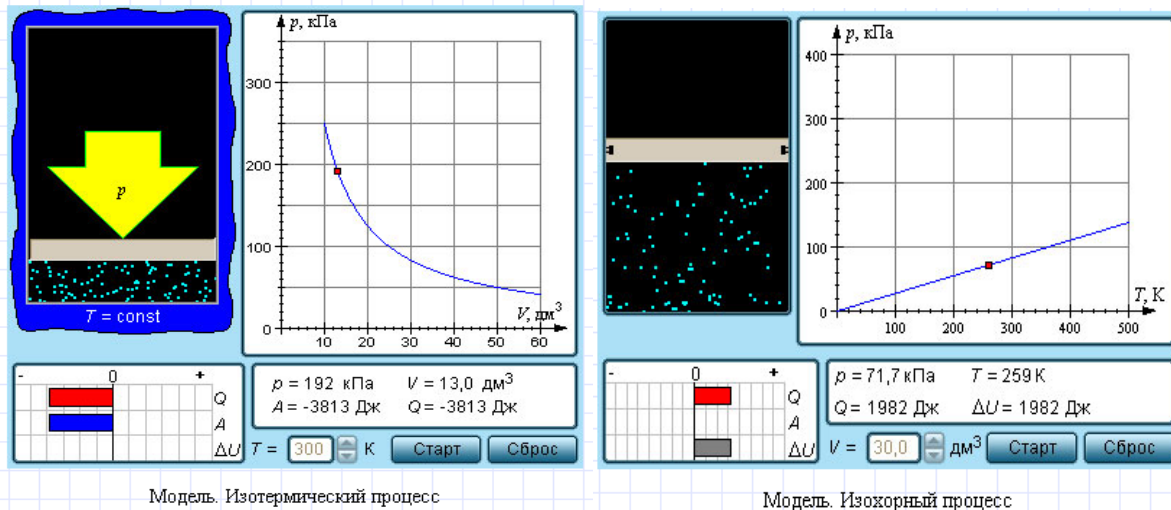 p, кПа
300
200
100
0
10 20 30 40 50 60
V, дм³
p
T = const
- 0 +
Q
A
ΔU
p = 192 кПа V = 13,0 дм³
A = -3813 Дж Q = -3813 Дж
T = 300 K Старт Сброс
Модель. Изотермический процесс
p, кПа
400
300
200
100
0
100 200 300 400 500
T, K
- 0 +
Q
A
ΔU
p = 71,7 кПа T = 259 K
Q = 1982 Дж ΔU = 1982 Дж
V = 30,0 дм³ Старт Сброс
Модель. Изохорный процесс